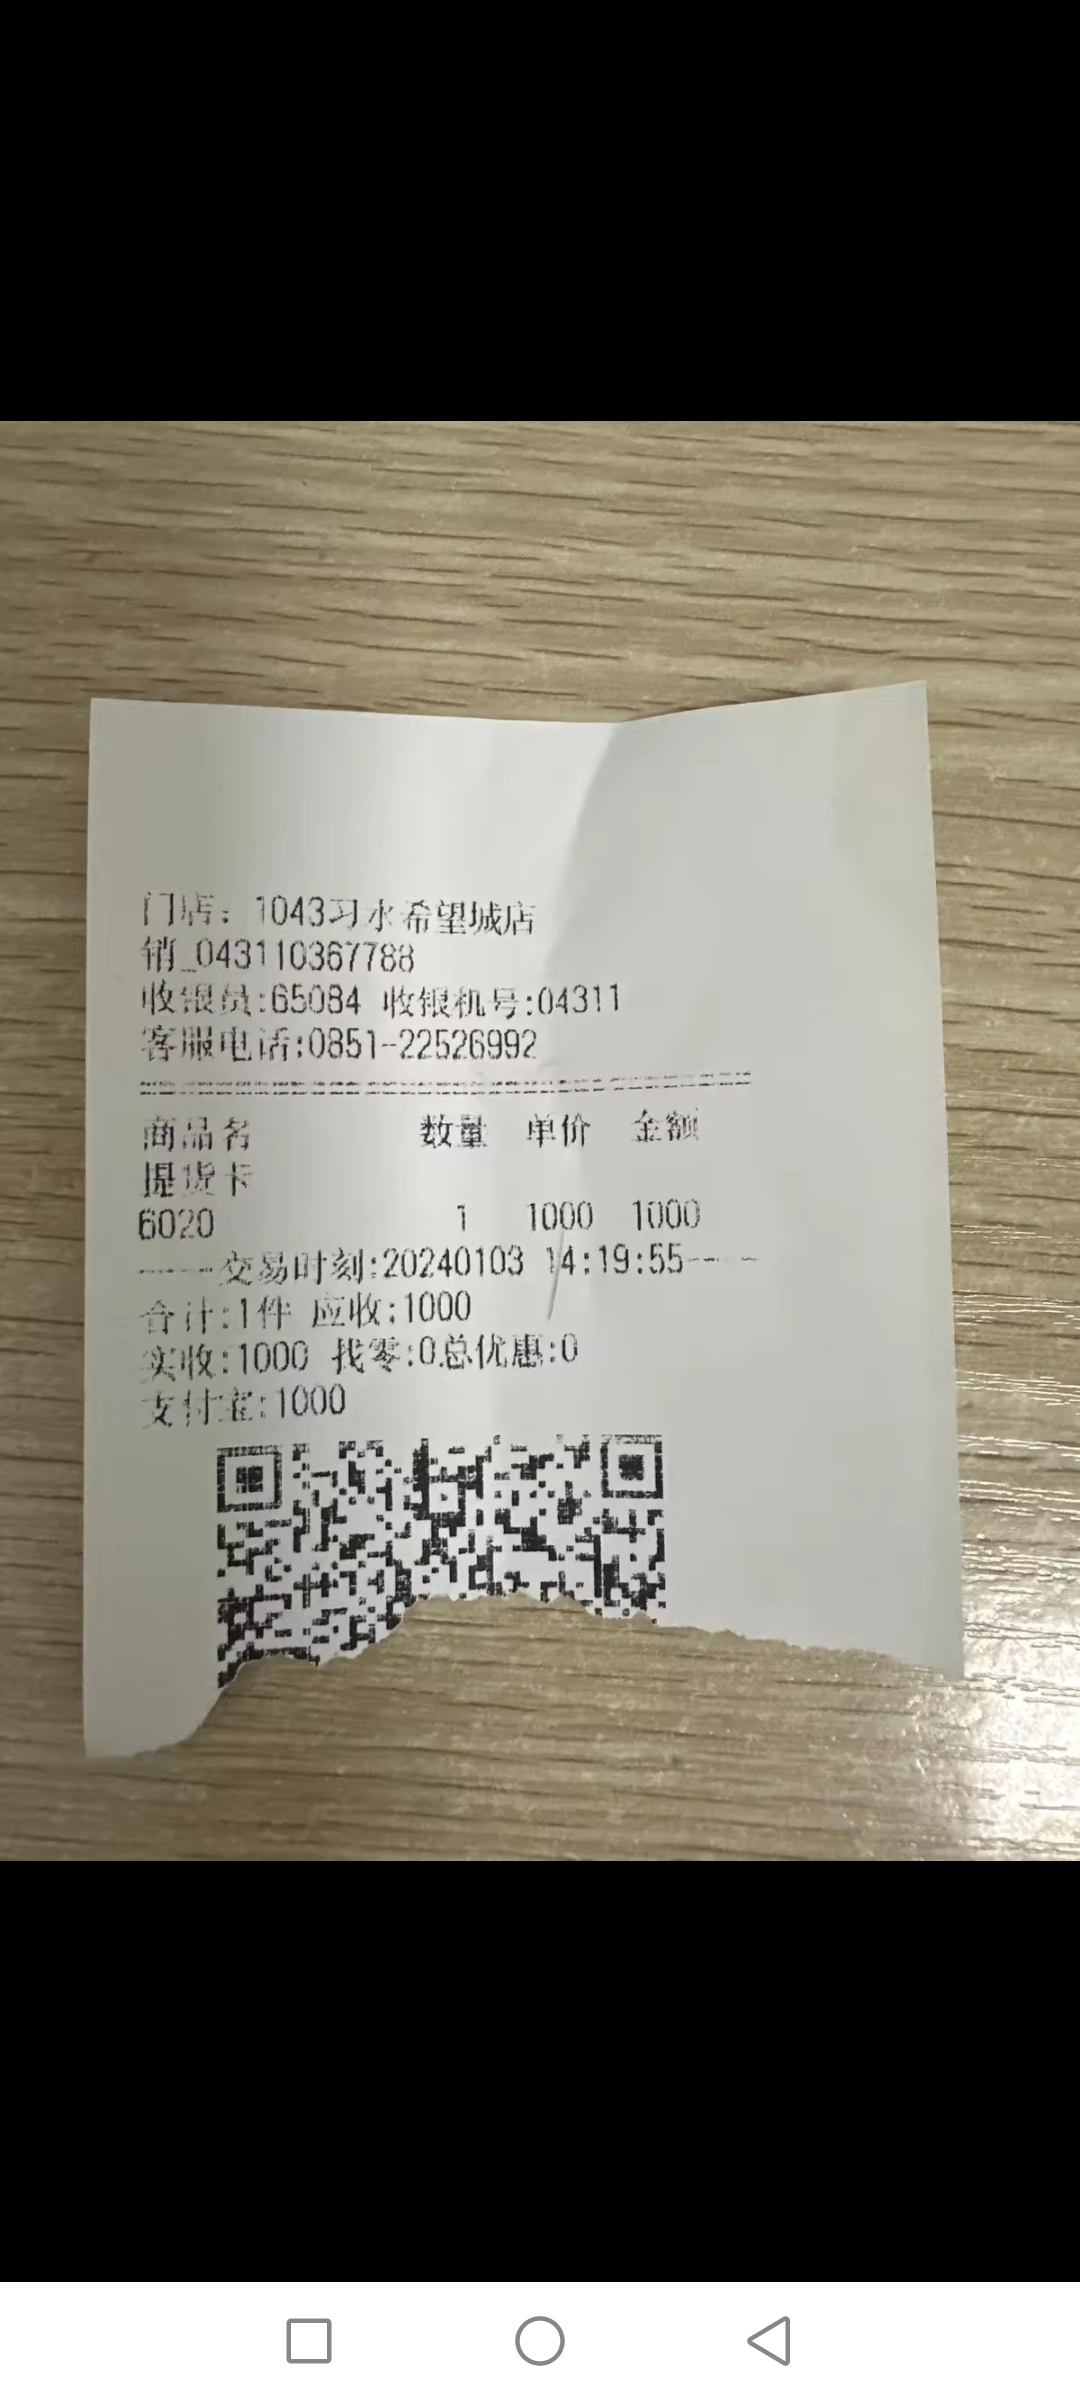 门店：1043习水希望城店
销_043110367788
收银员:65084 收银机号:04311
客服电话:0851-22526992
商品名 数量 单价 金额
提货卡
6020 1 1000 1000
----交易时刻:20240103 14:19:55----
合计:1件 应收:1000
实收:1000 找零:0总优惠:0
支付宝:1000